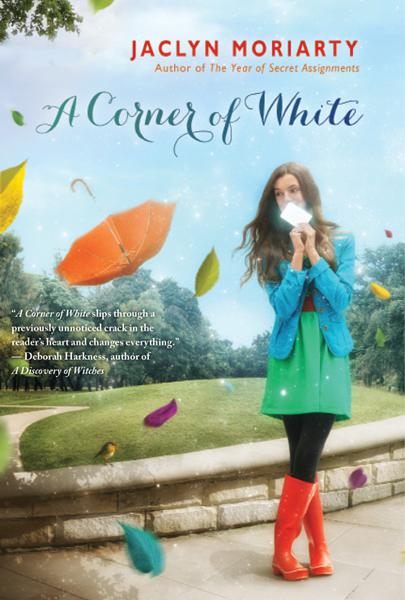 JACLYN MORIARTY
Author of The Year of Secret Assignments
A Corner of White
“A Corner of White slips through a
previously unnoticed crack in the
reader’s heart and changes everything.”
— Deborah Harkness, author of
A Discovery of Witches